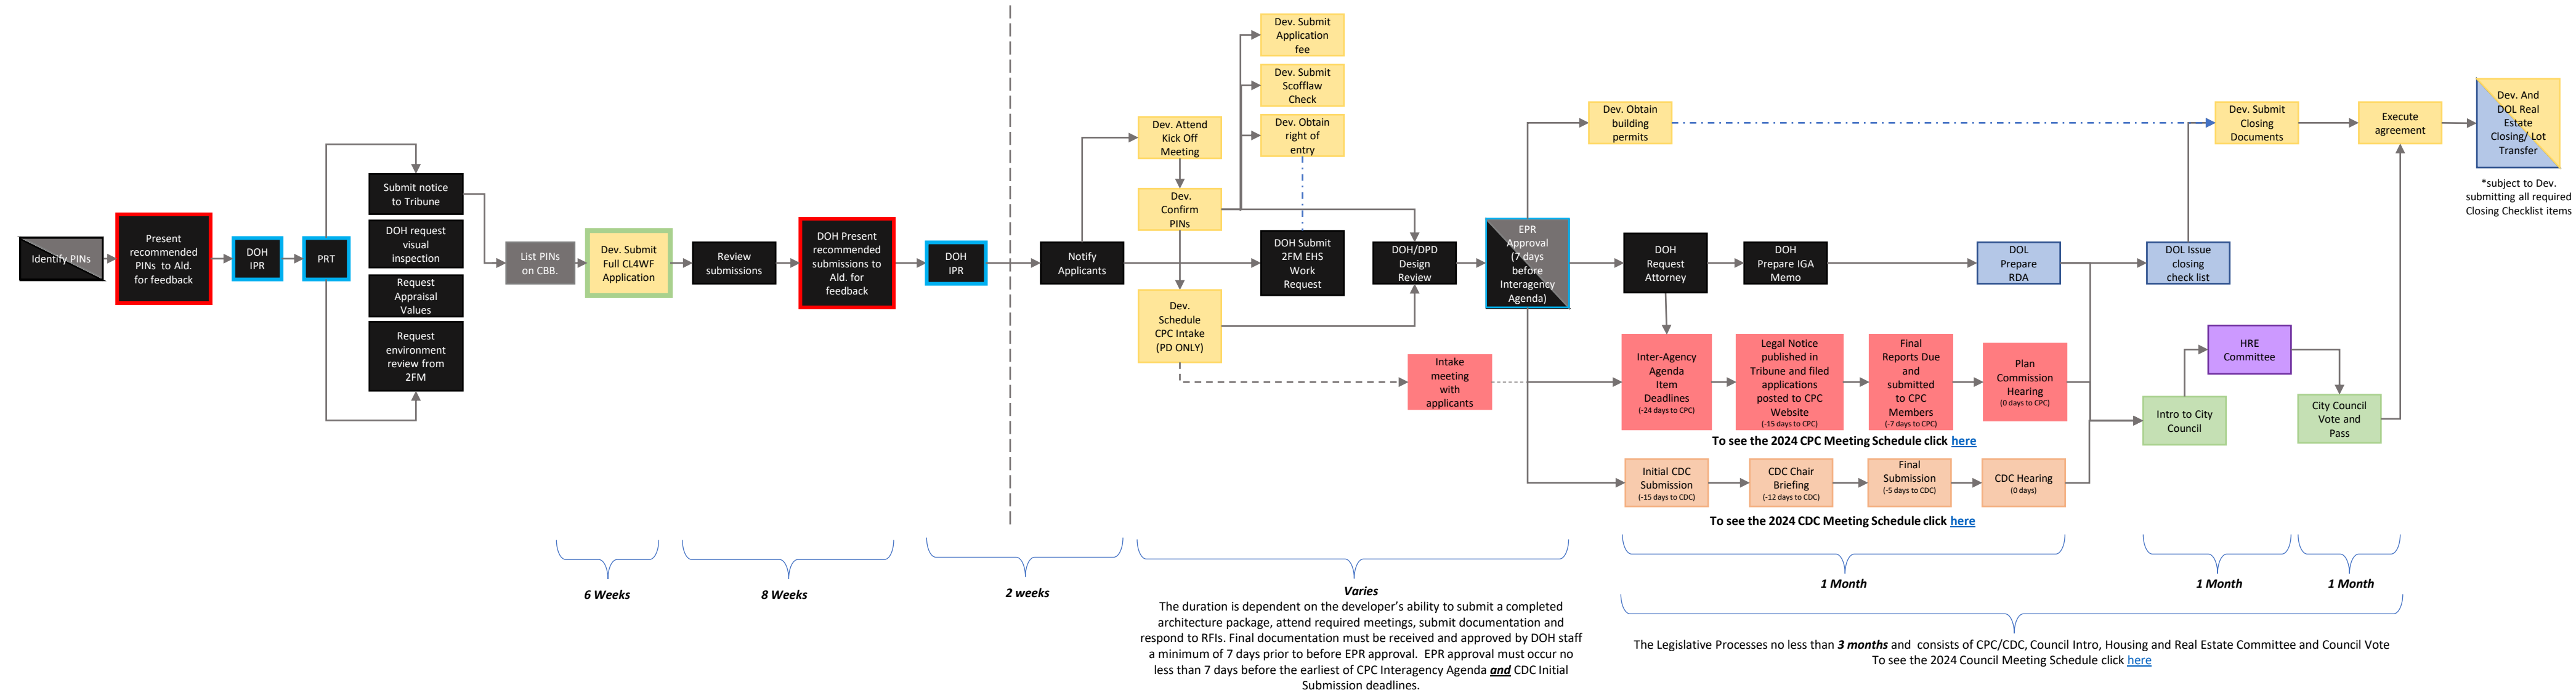 Identify PINs
Present
recommended
PINs to Ald.
for feedback
DOH
IPR
PRT
Submit notice
to Tribune
DOH request
visual
inspection
Request
Appraisal
Values
Request
environment
review from
2FM
List PINs
on CBB.
Dev. Submit
Full CL4WF
Application
Review
submissions
DOH Present
recommended
submissions to
Ald. for
feedback
DOH
IPR
Notify
Applicants
Dev. Attend
Kick Off
Meeting
Dev.
Confirm
PINs
Dev.
Schedule
CPC Intake
(PD ONLY)
Dev. Submit
Application
fee
Dev. Submit
Scofflaw
Check
Dev. Obtain
right of
entry
DOH Submit
2FM EHS
Work
Request
DOH/DPD
Design
Review
Intake
meeting
with
applicants
EPR
Approval
(7 days
before
Interagency
Agenda)
Dev. Obtain
building
permits
DOH
Request
Attorney
DOH
Prepare IGA
Memo
DOL
Prepare
RDA
DOL Issue
closing
check list
Dev. Submit
Closing
Documents
Execute
agreement
Dev. And
DOL Real
Estate
Closing/ Lot
Transfer
*subject to Dev.
submitting all required
Closing Checklist items
Inter-Agency
Agenda
Item
Deadlines
(-24 days to CPC)
Legal Notice
published in
Tribune and filed
applications
posted to CPC
Website
(-15 days to CPC)
Final
Reports Due
and
submitted
to CPC
Members
(-7 days to CPC)
Plan
Commission
Hearing
(0 days to CPC)
To see the 2024 CPC Meeting Schedule click here
Initial CDC
Submission
(-15 days to CDC)
CDC Chair
Briefing
(-12 days to CDC)
Final
Submission
(-5 days to CDC)
CDC Hearing
(0 days)
To see the 2024 CDC Meeting Schedule click here
Intro to City
Council
HRE
Committee
City Council
Vote and
Pass
6 Weeks
8 Weeks
2 weeks
Varies
The duration is dependent on the developer’s ability to submit a completed
architecture package, attend required meetings, submit documentation and
respond to RFIs. Final documentation must be received and approved by DOH staff
a minimum of 7 days prior to before EPR approval. EPR approval must occur no
less than 7 days before the earliest of CPC Interagency Agenda and CDC Initial
Submission deadlines.
1 Month
1 Month
1 Month
The Legislative Processes no less than 3 months and consists of CPC/CDC, Council Intro, Housing and Real Estate Committee and Council Vote
To see the 2024 Council Meeting Schedule click here